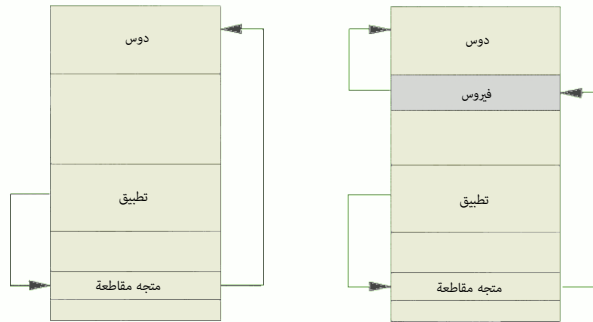 دوس
تطبيق
متجه مقاطعة
دوس
فيروس
تطبيق
متجه مقاطعة